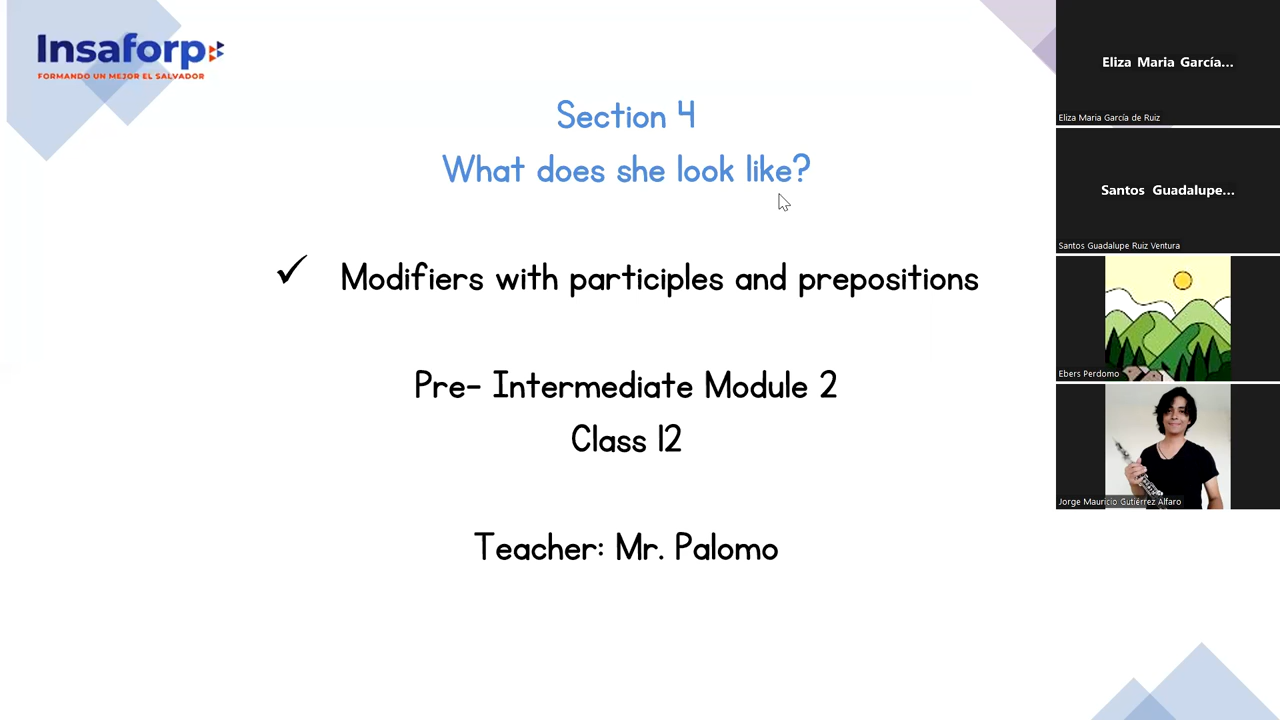 Insaforp
FORMANDO UN MEJOR EL SALVADOR
Section 4
What does she look like?
✓ Modifiers with participles and prepositions
Pre- Intermediate Module 2
Class 12
Teacher: Mr. Palomo
Eliza Maria García...
Eliza Maria García de Ruiz
Santos Guadalupe...
Santos Guadalupe Ruiz Ventura
Ebers Perdomo
Jorge Mauricio Gutiérrez Alfaro